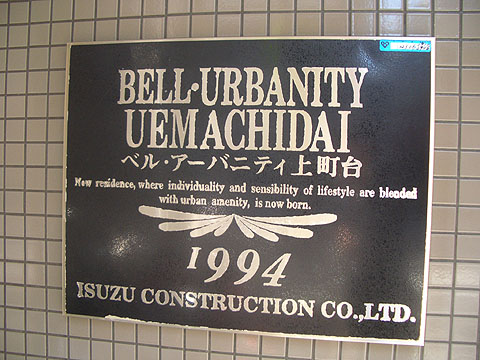 BELL·URBANITY
UEMACHIDAI
ベル・アーバニティ上町台
New residence, where individuality and sensibility of lifestyle are blended
with urban amenity, is now born.
1994
ISUZU CONSTRUCTION CO.,LTD.